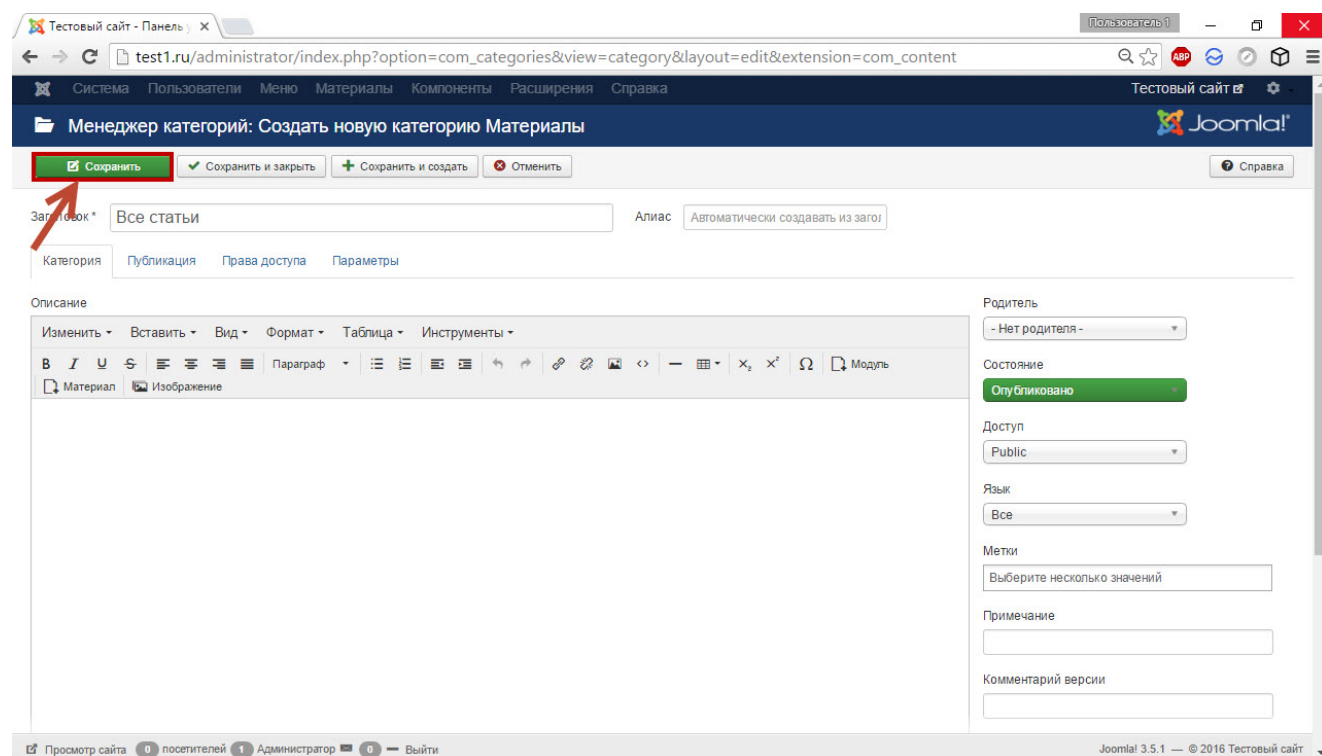 Тестовый сайт - Панель у
Пользователь 1
test1.ru/administrator/index.php?option=com_categories&view=category&layout=edit&extension=com_content
ABP
Система Пользователи Меню Материалы Компоненты Расширения Справка Тестовый сайт
Менеджер категорий: Создать новую категорию Материалы Joomla!
Сохранить Сохранить и закрыть Сохранить и создать Отменить Справка
Заголовок * Все статьи Алиас Автоматически создавать из заго
Категория Публикация Права доступа Параметры
Описание Родитель
Изменить Вставить Вид Формат Таблица Инструменты - Нет родителя -
B I U S Параграф X₂ X² Ω Модуль Состояние
Материал Изображение Опубликовано
Доступ
Public
Язык
Все
Метки
Выберите несколько значений
Примечание
Комментарий версии
Просмотр сайта 0 посетителей 1 Администратор 0 Выйти Joomla! 3.5.1 — © 2016 Тестовый сайт